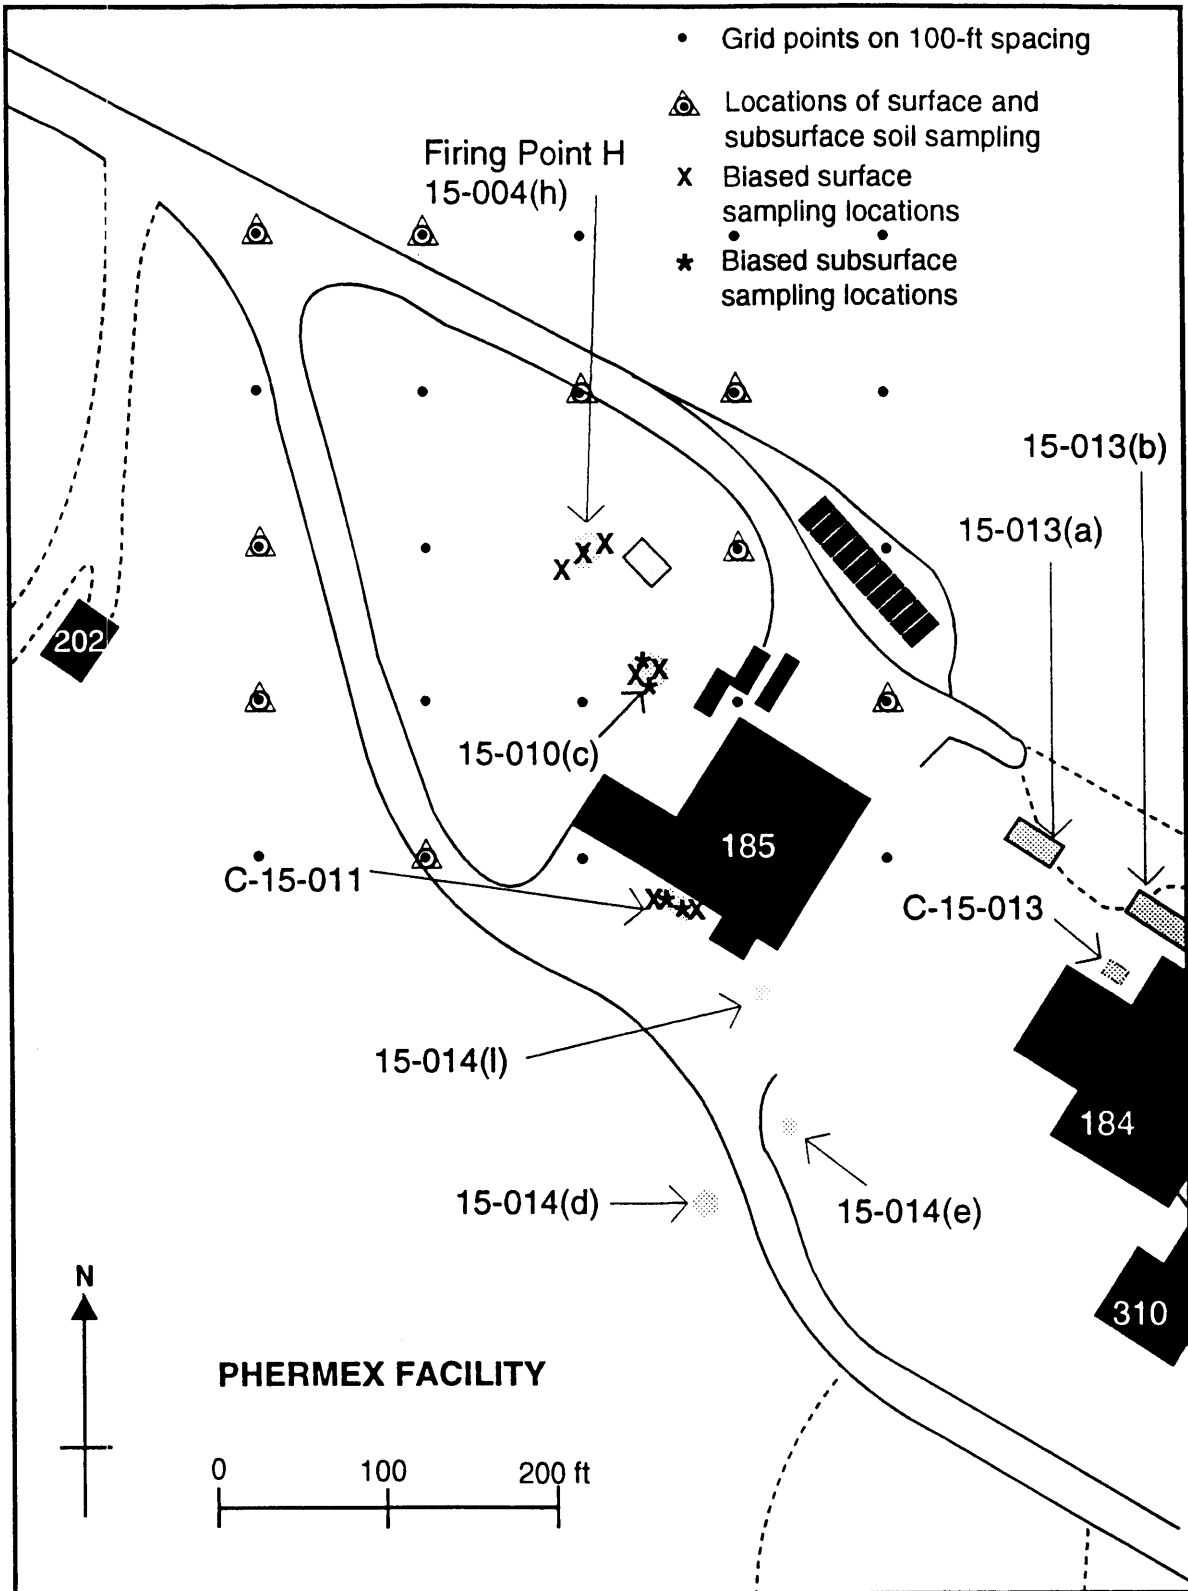 Grid points on 100-ft spacing
Locations of surface and
subsurface soil sampling
X Biased surface
sampling locations
Biased subsurface
sampling locations
Firing Point H
15-004(h)
15-013(b)
15-013(a)
202
15-010(c)
185
C-15-011
C-15-013
15-014(l)
184
15-014(d)
15-014(e)
310
N
PHERMEX FACILITY
0 100 200 ft